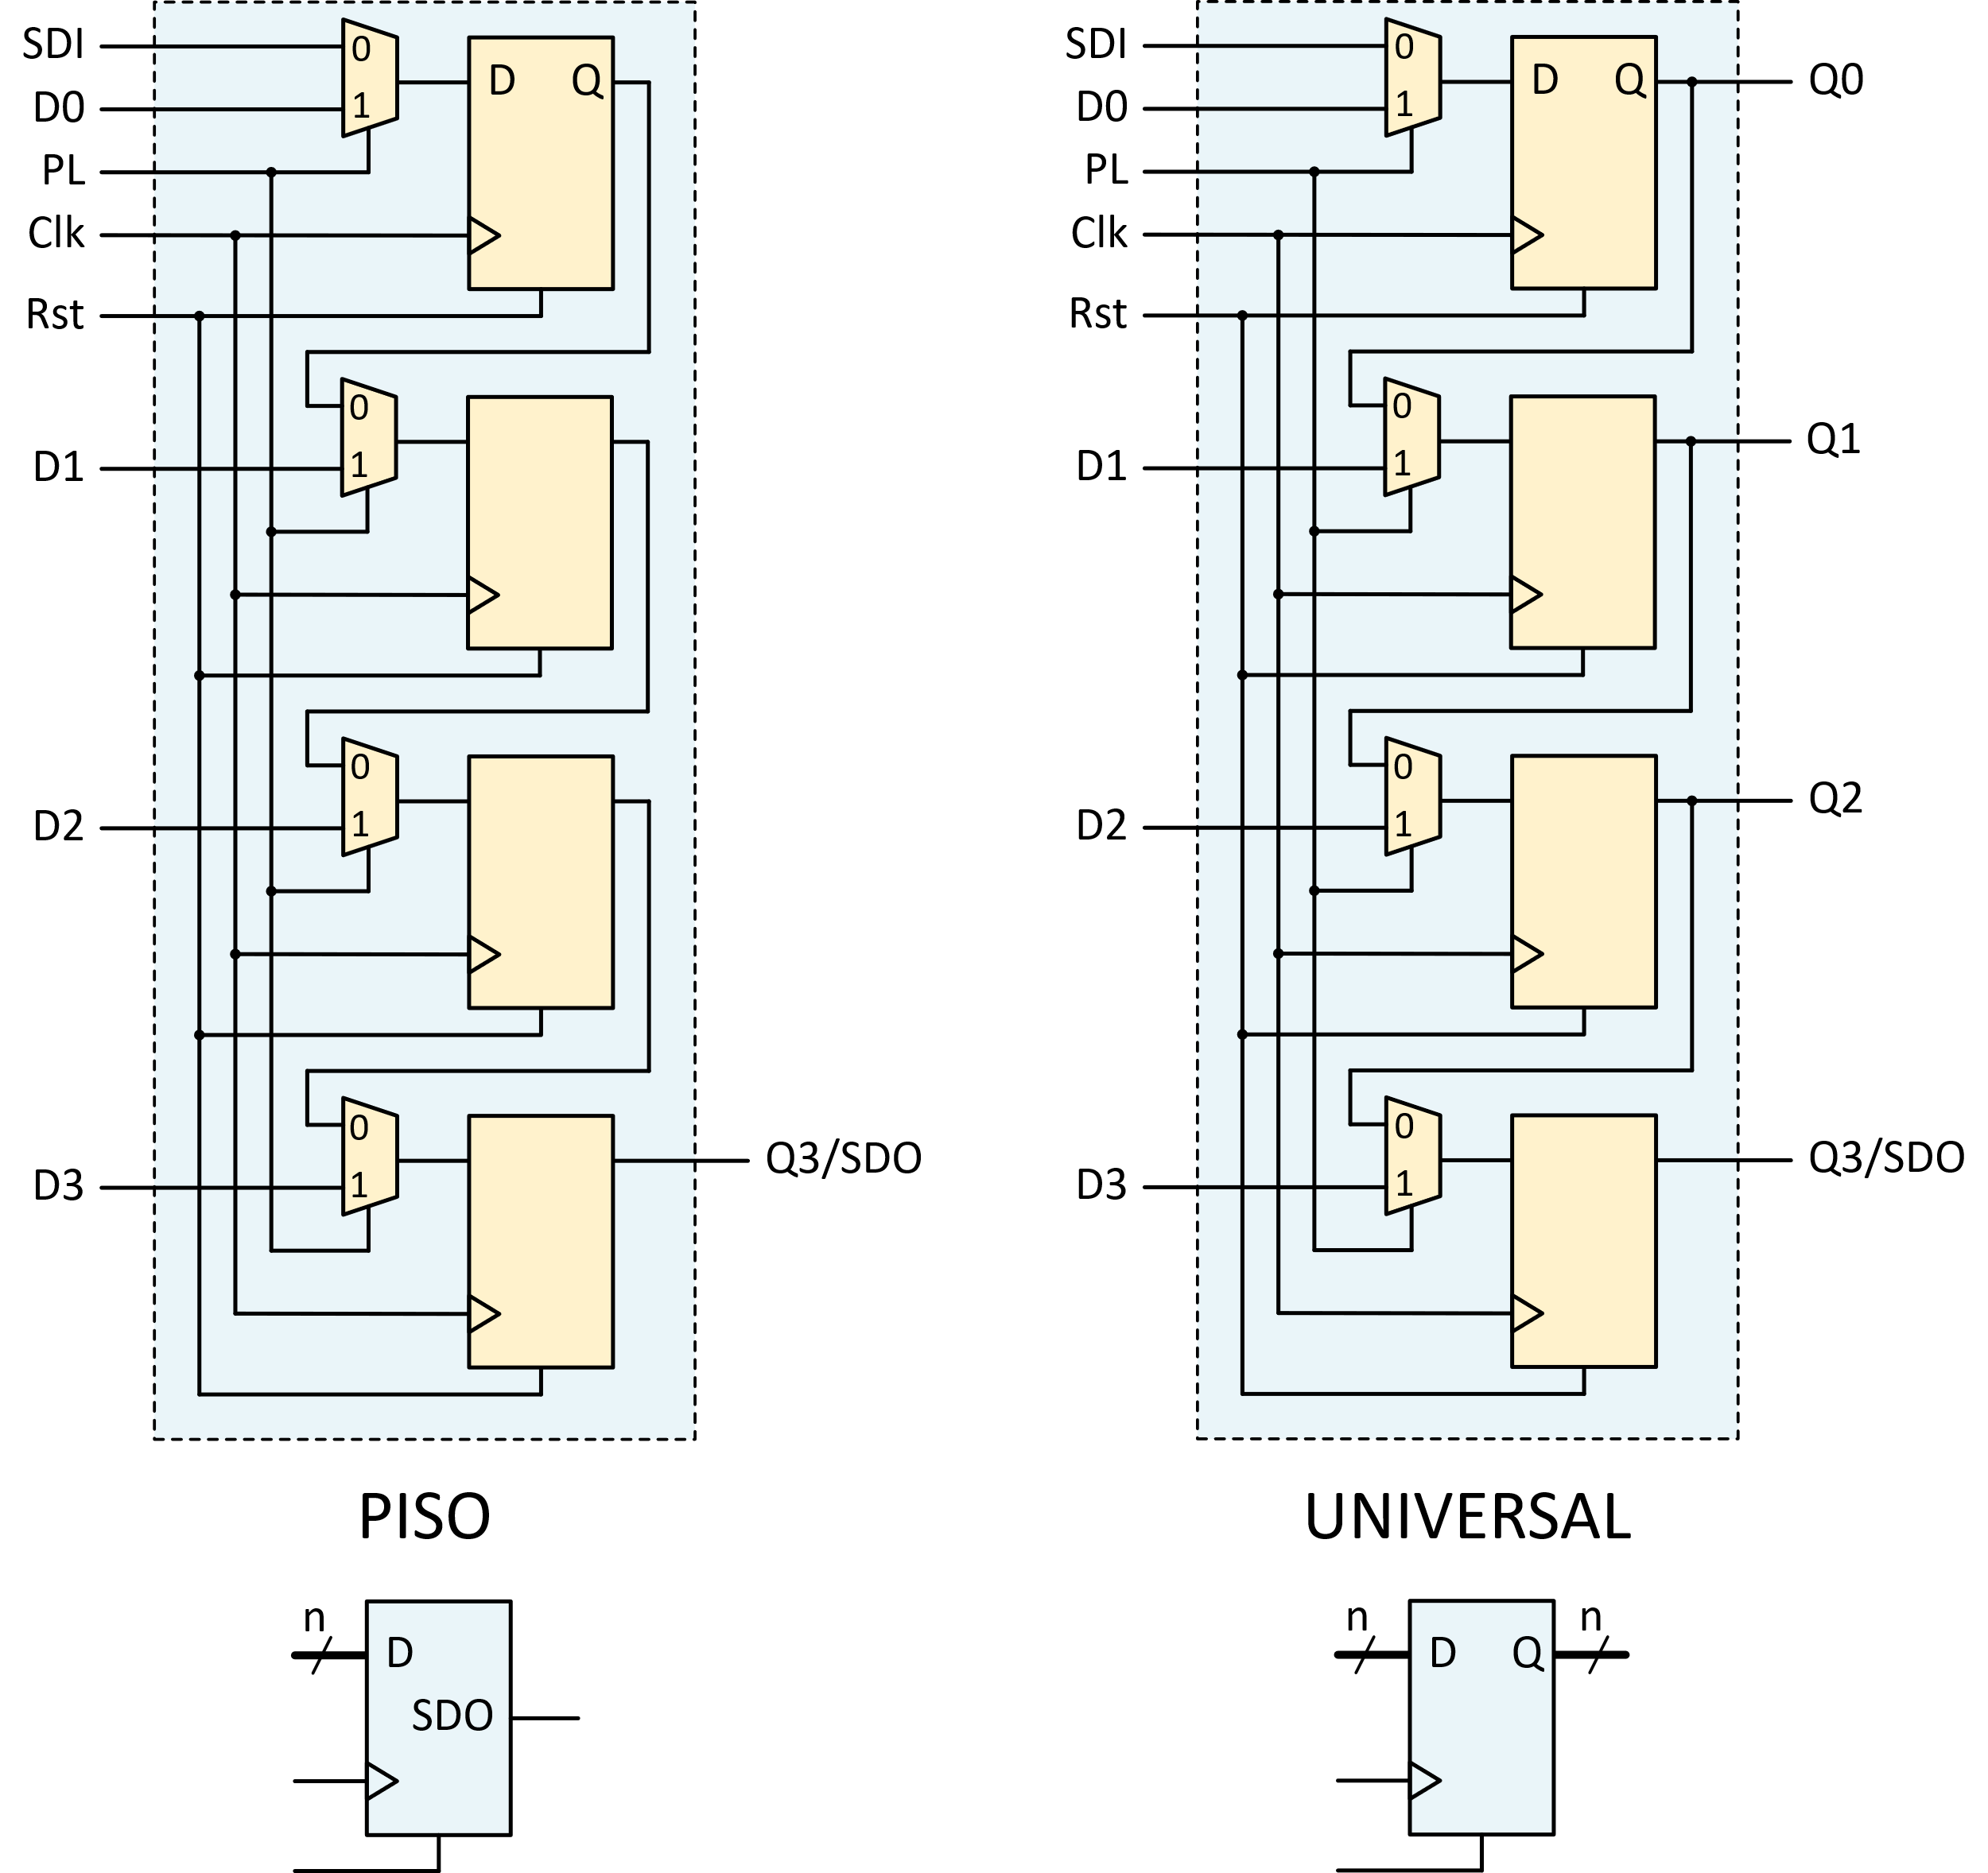 SDI
0
D0
1
D
Q
PL
Clk
Rst
0
D1
1
0
D2
1
0
Q3/SDO
D3
1
PISO
n
D
SDO
SDI
0
D0
1
D
Q
Q0
PL
Clk
Rst
0
Q1
D1
1
0
Q2
D2
1
0
Q3/SDO
D3
1
UNIVERSAL
n
n
D
Q